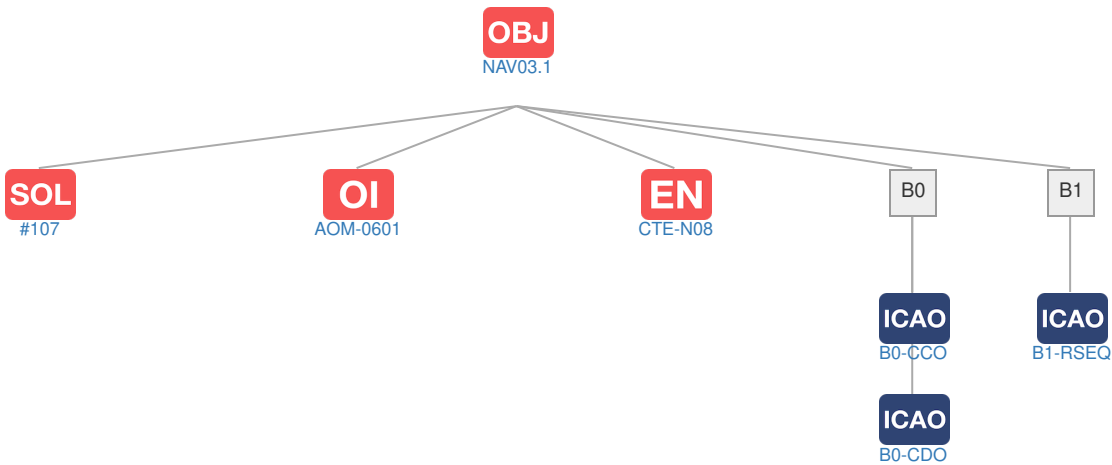 OBJ
NAV03.1
SOL
#107
OI
AOM-0601
EN
CTE-N08
B0
B1
ICAO
B0-CCO
ICAO
B1-RSEQ
ICAO
B0-CDO